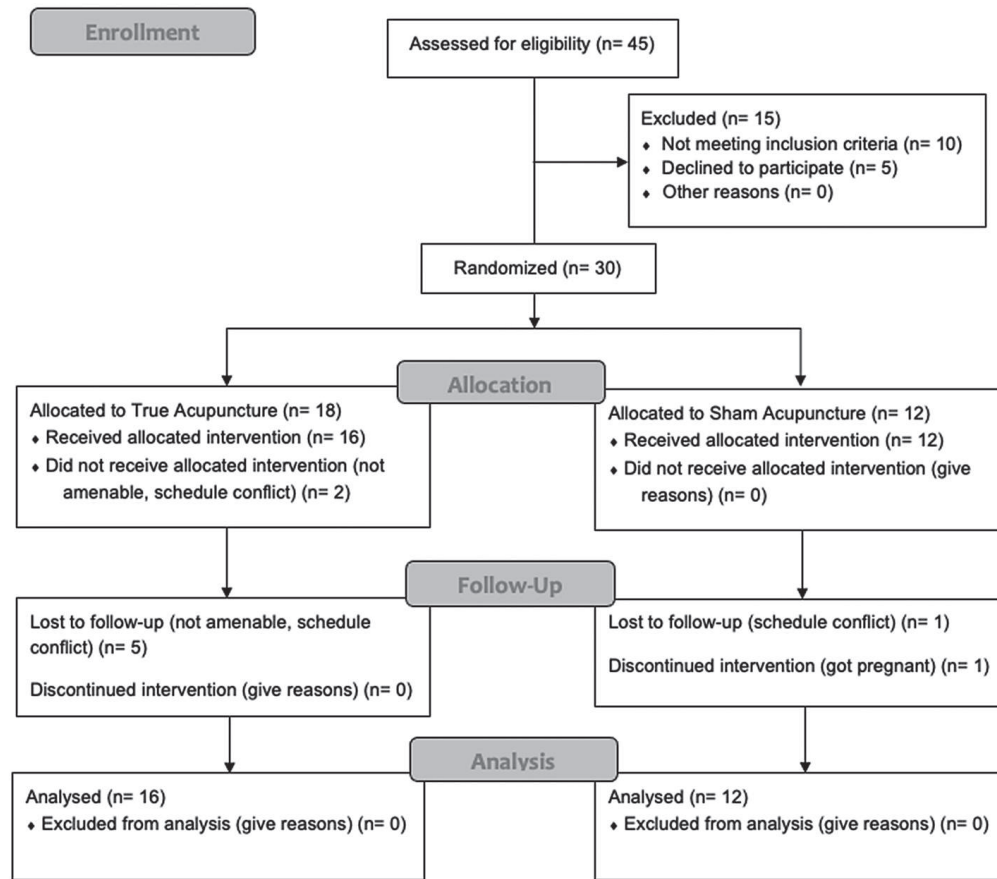 Enrollment
Assessed for eligibility (n= 45)
Excluded (n= 15)
♦ Not meeting inclusion criteria (n= 10)
♦ Declined to participate (n= 5)
♦ Other reasons (n= 0)
Randomized (n= 30)
Allocation
Allocated to True Acupuncture (n= 18)
♦ Received allocated intervention (n= 16)
♦ Did not receive allocated intervention (not
amenable, schedule conflict) (n= 2)
Allocated to Sham Acupuncture (n= 12)
♦ Received allocated intervention (n= 12)
♦ Did not receive allocated intervention (give
reasons) (n= 0)
Follow-Up
Lost to follow-up (not amenable, schedule
conflict) (n= 5)
Discontinued intervention (give reasons) (n= 0)
Lost to follow-up (schedule conflict) (n= 1)
Discontinued intervention (got pregnant) (n= 1)
Analysis
Analysed (n= 16)
♦ Excluded from analysis (give reasons) (n= 0)
Analysed (n= 12)
♦ Excluded from analysis (give reasons) (n= 0)